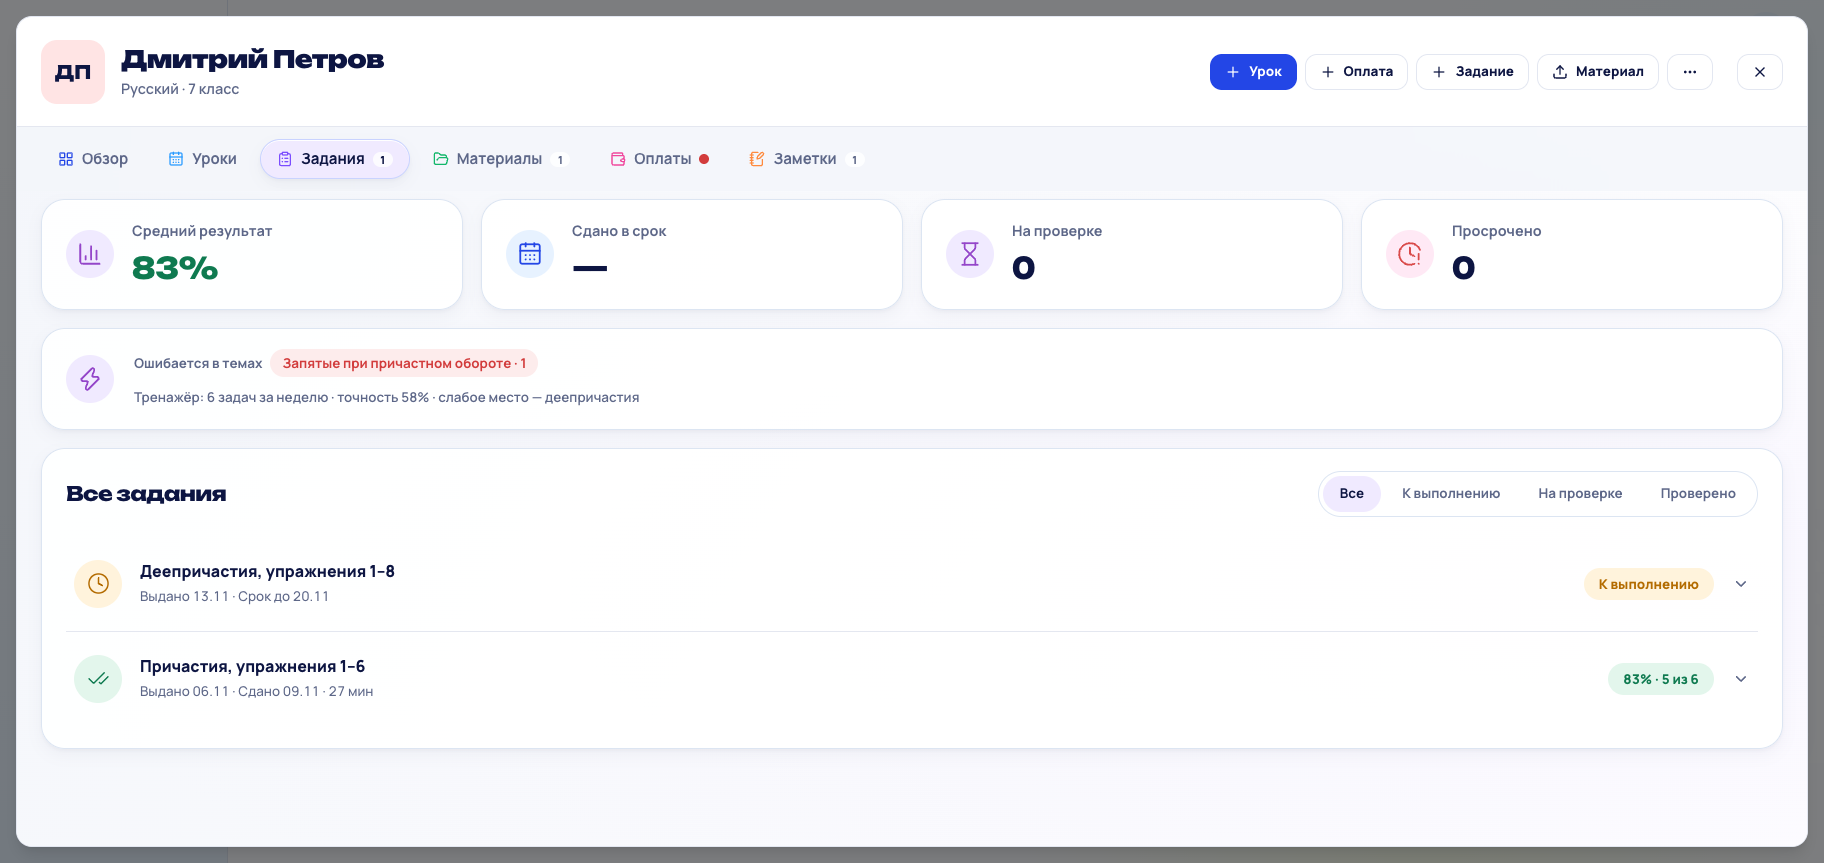 ДП
Дмитрий Петров
Русский · 7 класс
Урок
Оплата
Задание
Материал
Обзор
Уроки
Задания 1
Материалы 1
Оплаты
Заметки 1
Средний результат
83%
Сдано в срок
—
На проверке
0
Просрочено
0
Ошибается в темах Запятые при причастном обороте · 1
Тренажёр: 6 задач за неделю · точность 58% · слабое место — деепричастия
Все задания
Все
К выполнению
На проверке
Проверено
Деепричастия, упражнения 1–8
Выдано 13.11 · Срок до 20.11
К выполнению
Причастия, упражнения 1–6
Выдано 06.11 · Сдано 09.11 · 27 мин
83% · 5 из 6